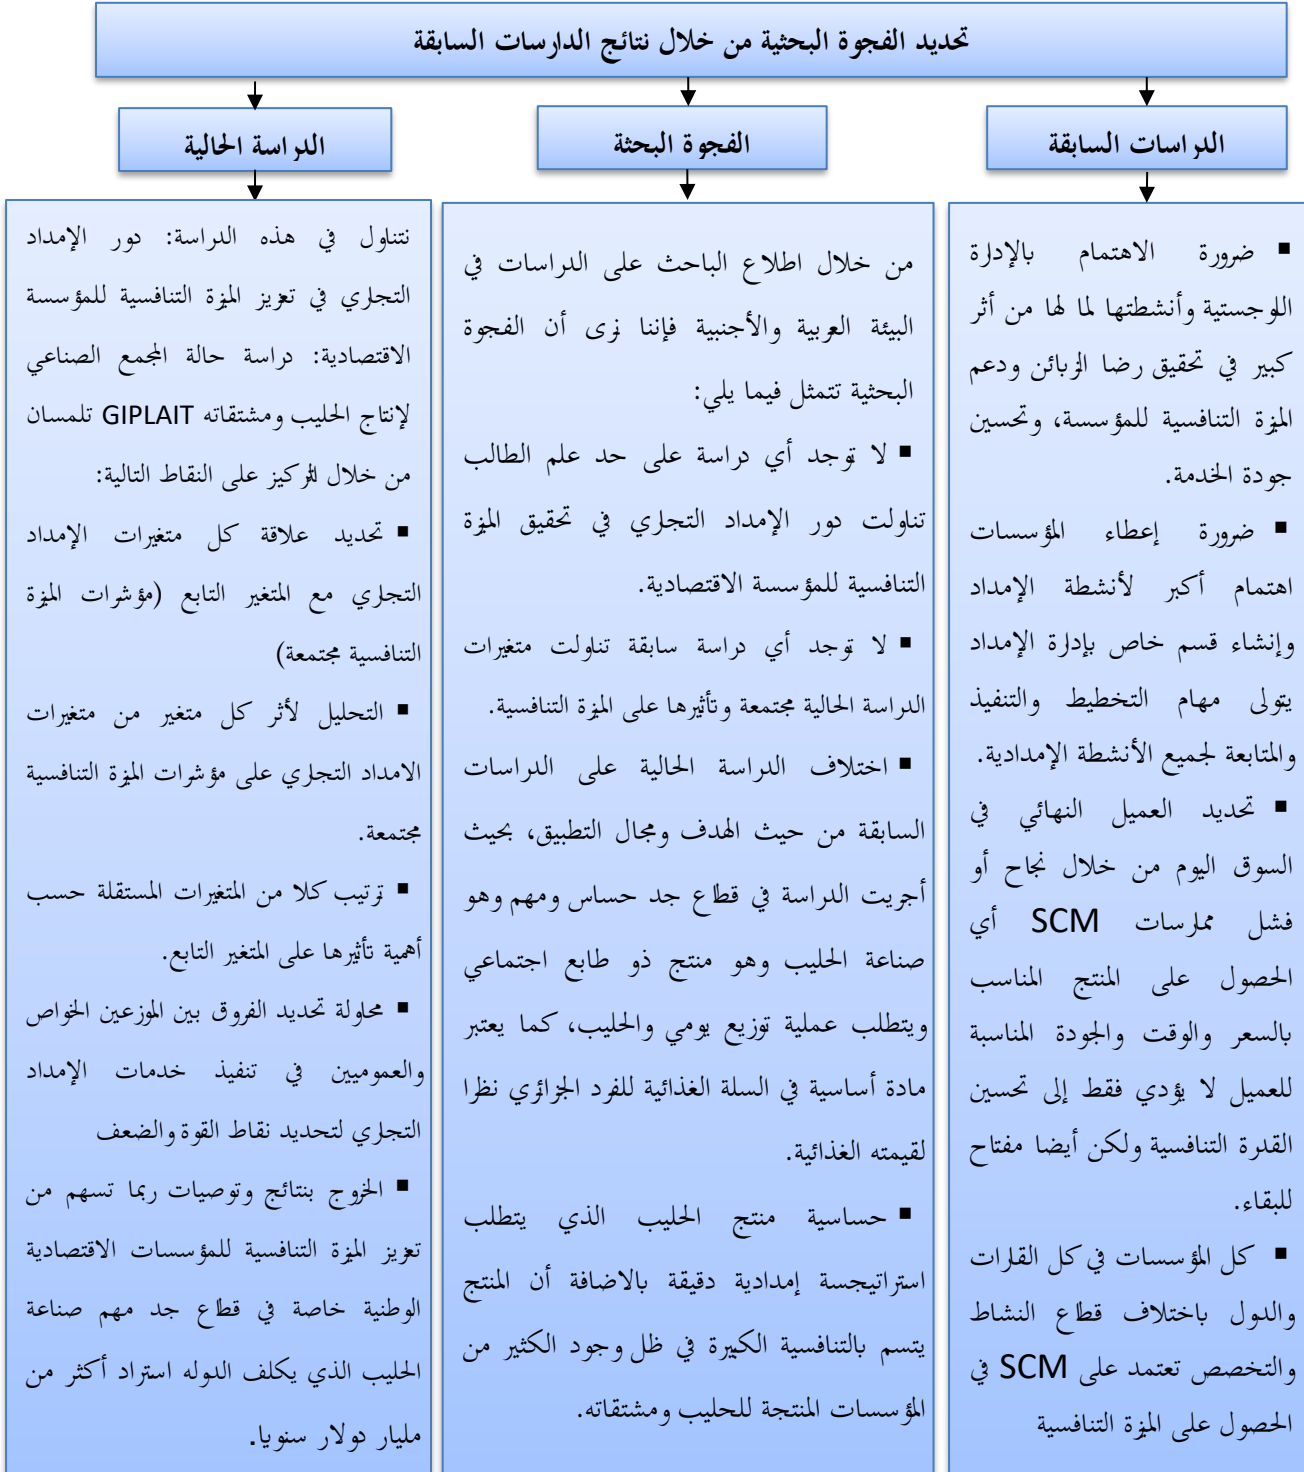 تحديد الفجوة البحثية من خلال نتائج الدارسات السابقة
الدراسات السابقة
الفجوة البحثة
الدراسة الحالية
▪ ضرورة الاهتمام بالإدارة
اللوجستية وأنشطتها لما لها من أثر
كبير في تحقيق رضا الزبائن ودعم
الميزة التنافسية للمؤسسة، وتحسين
جودة الخدمة.
▪ ضرورة إعطاء المؤسسات
اهتمام أكبر لأنشطة الإمداد
وإنشاء قسم خاص بإدارة الإمداد
يتولى مهام التخطيط والتنفيذ
والمتابعة لجميع الأنشطة الإمدادية.
▪ تحديد العميل النهائي في
السوق اليوم من خلال نجاح أو
فشل ممارسات SCM أي
الحصول على المنتج المناسب
بالسعر والوقت والجودة المناسبة
للعميل لا يؤدي فقط إلى تحسين
القدرة التنافسية ولكن أيضا مفتاح
للبقاء.
▪ كل المؤسسات في كل القارات
والدول باختلاف قطاع النشاط
والتخصص تعتمد على SCM في
الحصول على الميزة التنافسية
من خلال اطلاع الباحث على الدراسات في
البيئة العربية والأجنبية فإننا نرى أن الفجوة
البحثية تتمثل فيما يلي:
▪ لا توجد أي دراسة على حد علم الطالب
تناولت دور الإمداد التجاري في تحقيق الميزة
التنافسية للمؤسسة الاقتصادية.
▪ لا توجد أي دراسة سابقة تناولت متغيرات
الدراسة الحالية مجتمعة وتأثيرها على الميزة التنافسية.
▪ اختلاف الدراسة الحالية على الدراسات
السابقة من حيث الهدف ومجال التطبيق، بحيث
أجريت الدراسة في قطاع جد حساس ومهم وهو
صناعة الحليب وهو منتج ذو طابع اجتماعي
ويتطلب عملية توزيع يومي والحليب، كما يعتبر
مادة أساسية في السلة الغذائية للفرد الجزائري نظرا
لقيمته الغذائية.
▪ حساسية منتج الحليب الذي يتطلب
استراتيجسة إمدادية دقيقة بالاضافة أن المنتج
يتسم بالتنافسية الكبيرة في ظل وجود الكثير من
المؤسسات المنتجة للحليب ومشتقاته.
نتناول في هذه الدراسة: دور الإمداد
التجاري في تعزيز الميزة التنافسية للمؤسسة
الاقتصادية: دراسة حالة المجمع الصناعي
لإنتاج الحليب ومشتقاته GIPLAIT تلمسان
من خلال التركيز على النقاط التالية:
▪ تحديد علاقة كل متغيرات الإمداد
التجاري مع المتغير التابع (مؤشرات الميزة
التنافسية مجتمعة)
▪ التحليل لأثر كل متغير من متغيرات
الامداد التجاري على مؤشرات الميزة التنافسية
مجتمعة.
▪ ترتيب كلا من المتغيرات المستقلة حسب
أهمية تأثيرها على المتغير التابع.
▪ محاولة تحديد الفروق بين الموزعين الخواص
والعموميين في تنفيذ خدمات الإمداد
التجاري لتحديد نقاط القوة والضعف
▪ الخروج بنتائج وتوصيات ربما تسهم من
تعزيز الميزة التنافسية للمؤسسات الاقتصادية
الوطنية خاصة في قطاع جد مهم صناعة
الحليب الذي يكلف الدوله استراد أكثر من
مليار دولار سنويا.